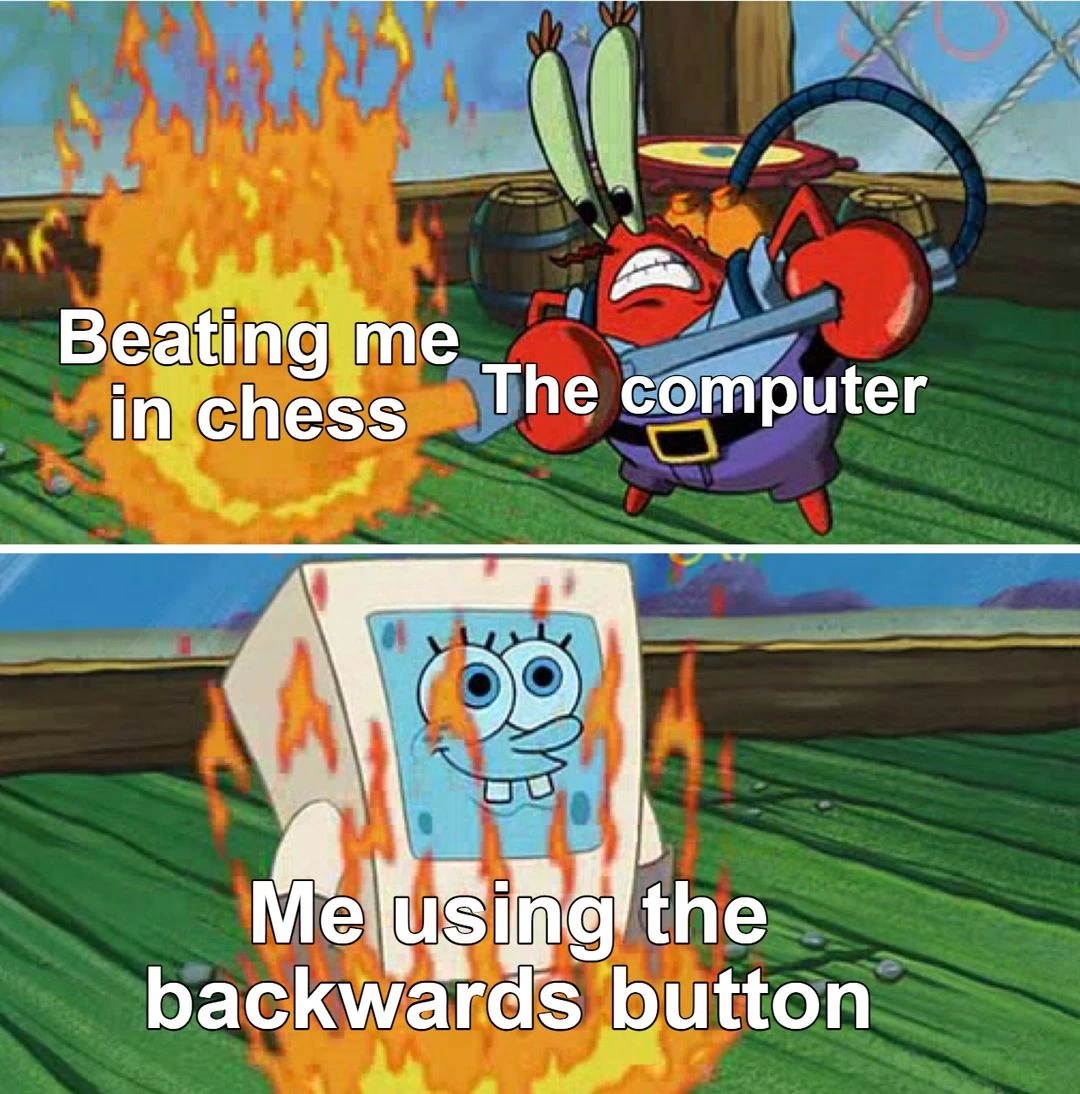 Beating me
in chess
The computer
Me using the
backwards button